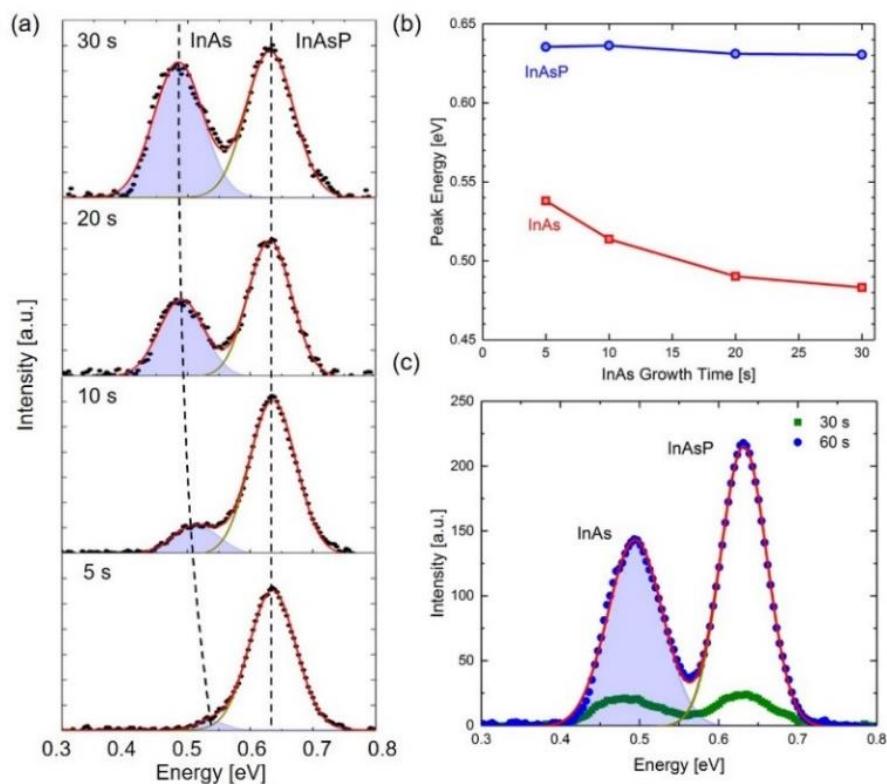 (a)
30 s InAs InAsP
20 s
10 s
5 s
Intensity [a.u.]
0.3 0.4 0.5 0.6 0.7 0.8
Energy [eV]
(b)
0.65
0.60
0.55
0.50
0.45
Peak Energy [eV]
InAsP
InAs
0 5 10 15 20 25 30
InAs Growth Time [s]
(c)
250
200
150
100
50
0
Intensity [a.u.]
30 s
60 s
InAsP
InAs
0.3 0.4 0.5 0.6 0.7 0.8
Energy [eV]